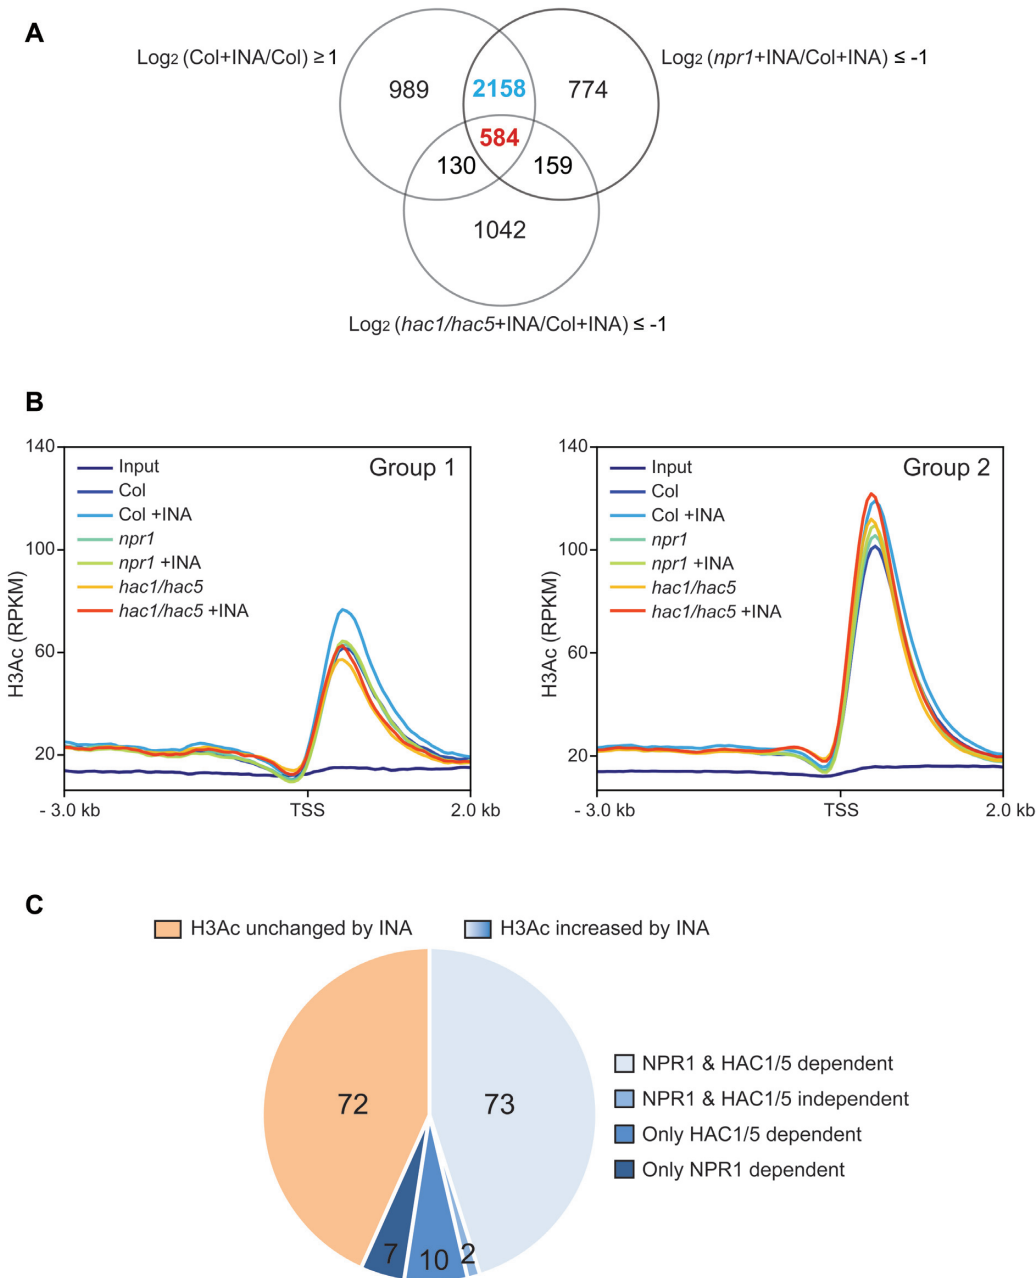 A
Log2 (Col+INA/Col) ≥ 1
Log2 (npr1+INA/Col+INA) ≤ -1
989
2158
774
584
130
159
1042
Log2 (hac1/hac5+INA/Col+INA) ≤ -1
B
140
100
60
20
H3Ac (RPKM)
Group 1
Input
Col
Col +INA
npr1
npr1 +INA
hac1/hac5
hac1/hac5 +INA
- 3.0 kb
TSS
2.0 kb
140
100
60
20
H3Ac (RPKM)
Group 2
Input
Col
Col +INA
npr1
npr1 +INA
hac1/hac5
hac1/hac5 +INA
- 3.0 kb
TSS
2.0 kb
C
H3Ac unchanged by INA
H3Ac increased by INA
72
73
7
10
2
NPR1 & HAC1/5 dependent
NPR1 & HAC1/5 independent
Only HAC1/5 dependent
Only NPR1 dependent